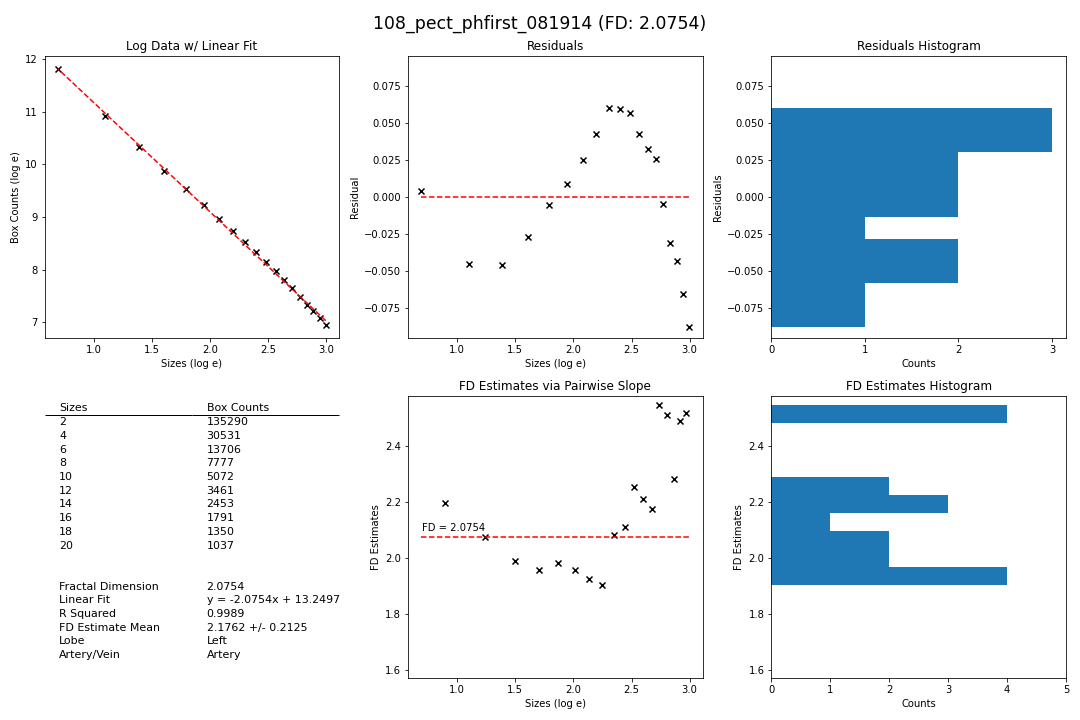 108_pect_phfirst_081914 (FD: 2.0754)
Log Data w/ Linear Fit
Box Counts (log e)
12
11
10
9
8
7
1.0 1.5 2.0 2.5 3.0
Sizes (log e)
Residuals
Residual
0.075
0.050
0.025
0.000
−0.025
−0.050
−0.075
1.0 1.5 2.0 2.5 3.0
Sizes (log e)
Residuals Histogram
Residuals
0.075
0.050
0.025
0.000
−0.025
−0.050
−0.075
0 1 2 3
Counts
Sizes Box Counts
2 135290
4 30531
6 13706
8 7777
10 5072
12 3461
14 2453
16 1791
18 1350
20 1037
Fractal Dimension 2.0754
Linear Fit y = -2.0754x + 13.2497
R Squared 0.9989
FD Estimate Mean 2.1762 +/- 0.2125
Lobe Left
Artery/Vein Artery
FD Estimates via Pairwise Slope
FD Estimates
2.4
2.2
2.0
1.8
1.6
FD = 2.0754
1.0 1.5 2.0 2.5 3.0
Sizes (log e)
FD Estimates Histogram
FD Estimates
2.4
2.2
2.0
1.8
1.6
0 1 2 3 4 5
Counts